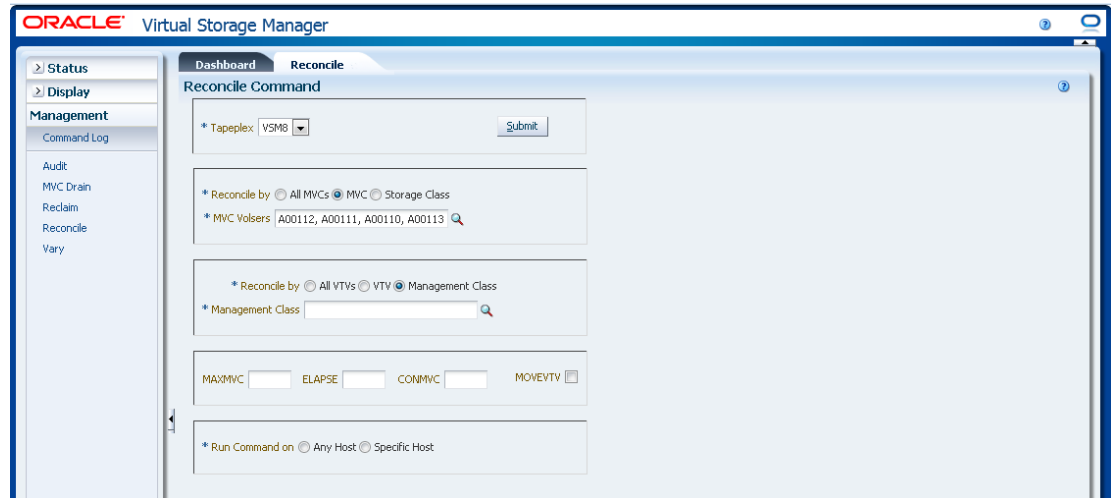 ORACLE Virtual Storage Manager
Status
Display
Management
Command Log
Audit
MVC Drain
Reclaim
Reconcile
Vary
Dashboard Reconcile
Reconcile Command
* Tapeplex VSM8 Submit
* Reconcile by All MVCs MVC Storage Class
* MVC Volsers A00112, A00111, A00110, A00113
* Reconcile by All VTVs VTV Management Class
* Management Class
MAXMVC ELAPSE CONMVC MOVEVTV
* Run Command on Any Host Specific Host